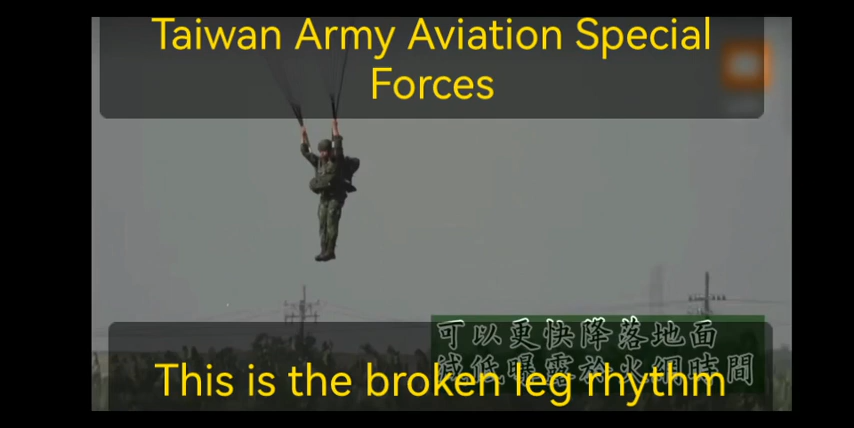 Taiwan Army Aviation Special
Forces
可以更快降落地面
減低曝露於火網時間
This is the broken leg rhythm